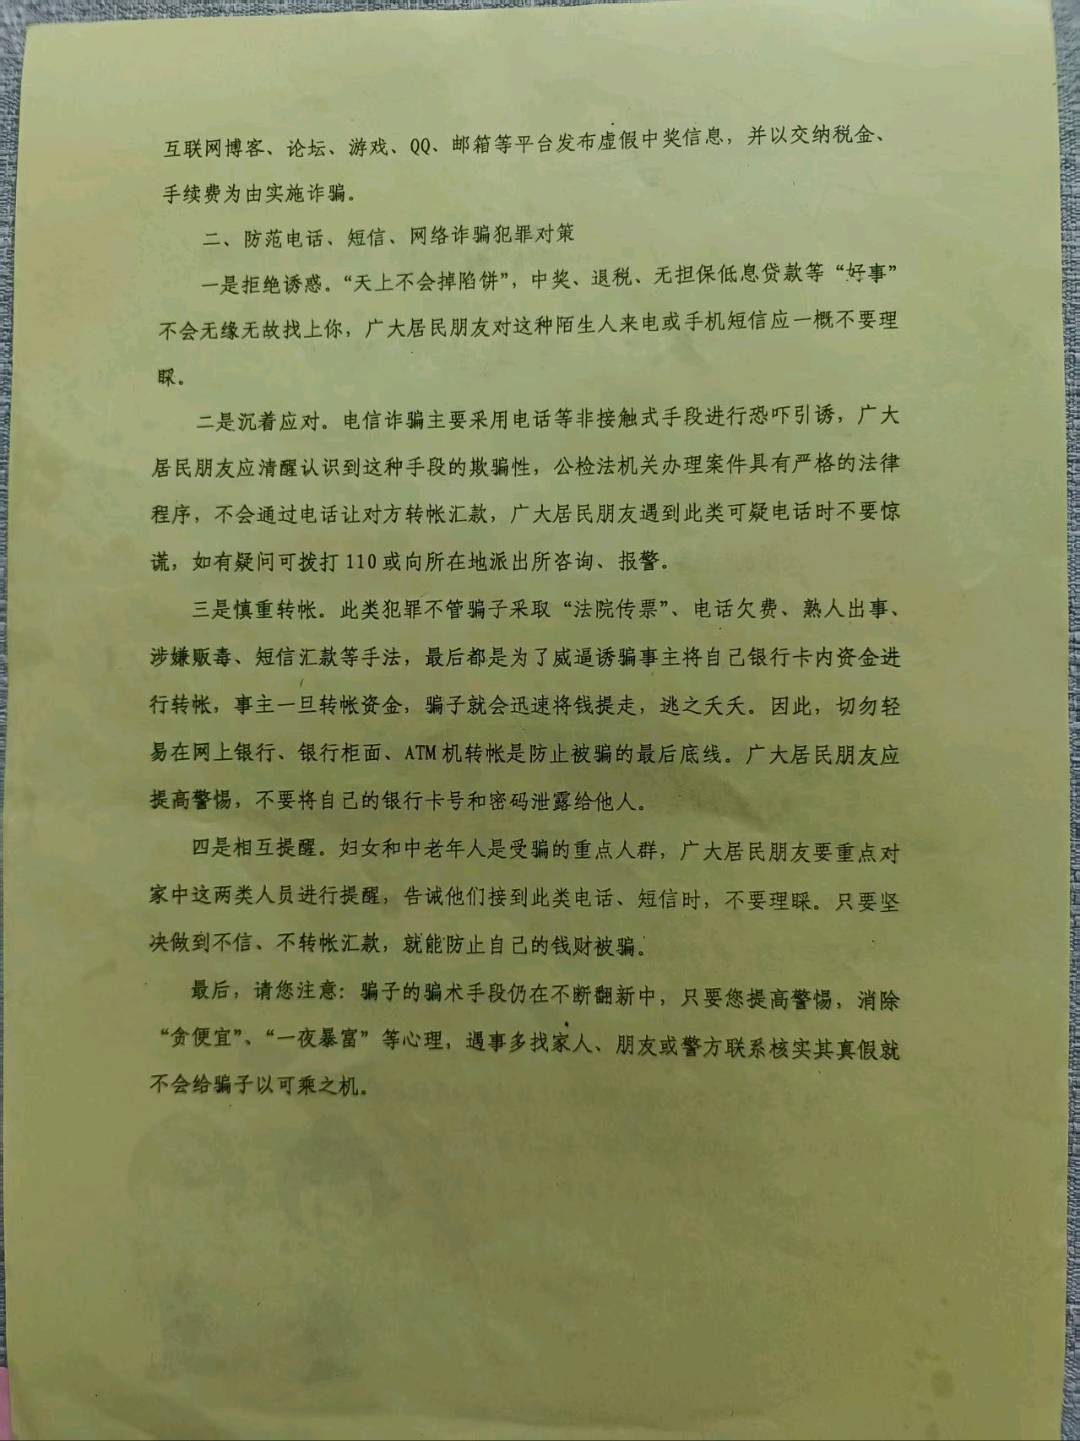 互联网博客、论坛、游戏、QQ、邮箱等平台发布虚假中奖信息，并以交纳税金、
手续费为由实施诈骗。
二、防范电话、短信、网络诈骗犯罪对策
一是拒绝诱惑。“天上不会掉陷饼”，中奖、退税、无担保低息贷款等“好事”
不会无缘无故找上你，广大居民朋友对这种陌生人来电或手机短信应一概不要理
睬。
二是沉着应对。电信诈骗主要采用电话等非接触式手段进行恐吓引诱，广大
居民朋友应清醒认识到这种手段的欺骗性，公检法机关办理案件具有严格的法律
程序，不会通过电话让对方转帐汇款，广大居民朋友遇到此类可疑电话时不要惊
谎，如有疑问可拨打 110 或向所在地派出所咨询、报警。
三是慎重转帐。此类犯罪不管骗子采取“法院传票”、电话欠费、熟人出事、
涉嫌贩毒、短信汇款等手法，最后都是为了威逼诱骗事主将自己银行卡内资金进
行转帐，事主一旦转帐资金，骗子就会迅速将钱提走，逃之夭夭。因此，切勿轻
易在网上银行、银行柜面、ATM 机转帐是防止被骗的最后底线。广大居民朋友应
提高警惕，不要将自己的银行卡号和密码泄露给他人。
四是相互提醒。妇女和中老年人是受骗的重点人群，广大居民朋友要重点对
家中这两类人员进行提醒，告诫他们接到此类电话、短信时，不要理睬。只要坚
决做到不信、不转帐汇款，就能防止自己的钱财被骗。
最后，请您注意：骗子的骗术手段仍在不断翻新中，只要您提高警惕，消除
“贪便宜”、“一夜暴富”等心理，遇事多找家人、朋友或警方联系核实其真假就
不会给骗子以可乘之机。